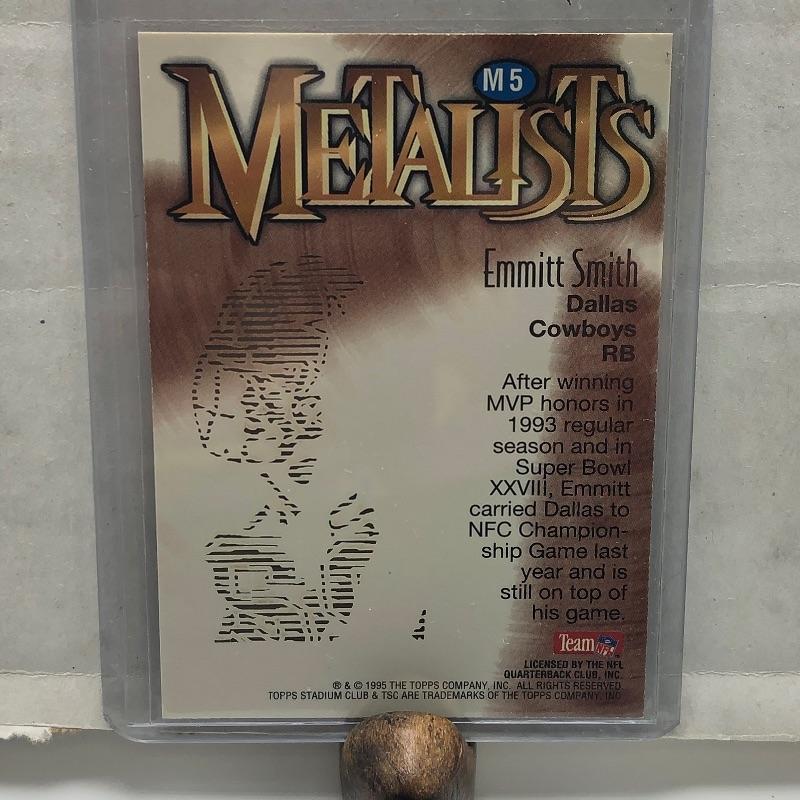 M5
METALISTS
Emmitt Smith
Dallas
Cowboys
RB
After winning
MVP honors in
1993 regular
season and in
Super Bowl
XXVIII, Emmitt
carried Dallas to
NFC Champion-
ship Game last
year and is
still on top of
his game.
Team NFL
LICENSED BY THE NFL
QUARTERBACK CLUB, INC.
® & © 1995 THE TOPPS COMPANY, INC. ALL RIGHTS RESERVED
TOPPS STADIUM CLUB & TSC ARE TRADEMARKS OF THE TOPPS COMPANY, INC